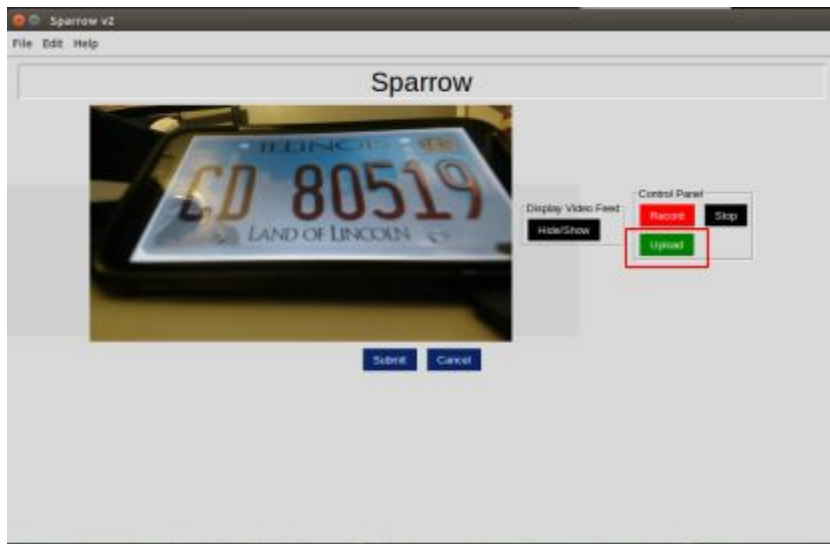 Sparrow v2
File Edit Help
Sparrow
ILLINOIS
CD 80519
LAND OF LINCOLN
Display Video Feed
Hide/Show
Control Panel
Record Stop
Upload
Submit Cancel